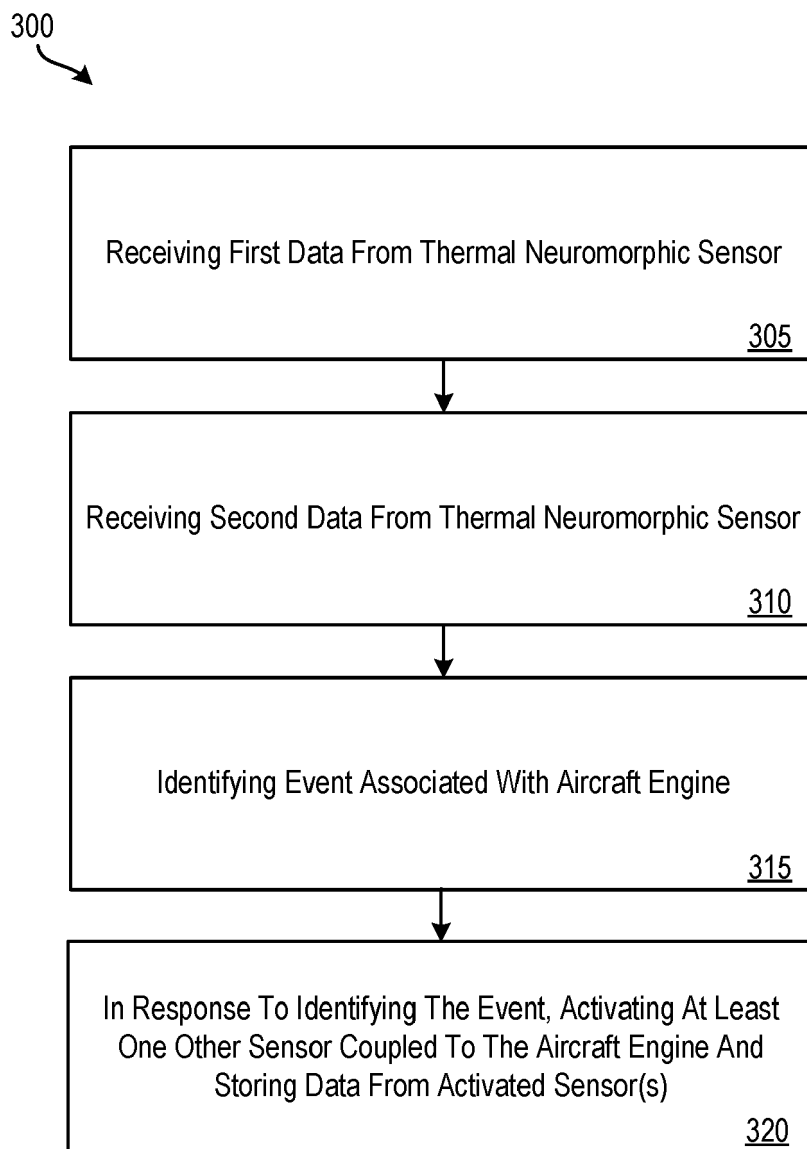 300
Receiving First Data From Thermal Neuromorphic Sensor
305
Receiving Second Data From Thermal Neuromorphic Sensor
310
Identifying Event Associated With Aircraft Engine
315
In Response To Identifying The Event, Activating At Least
One Other Sensor Coupled To The Aircraft Engine And
Storing Data From Activated Sensor(s)
320